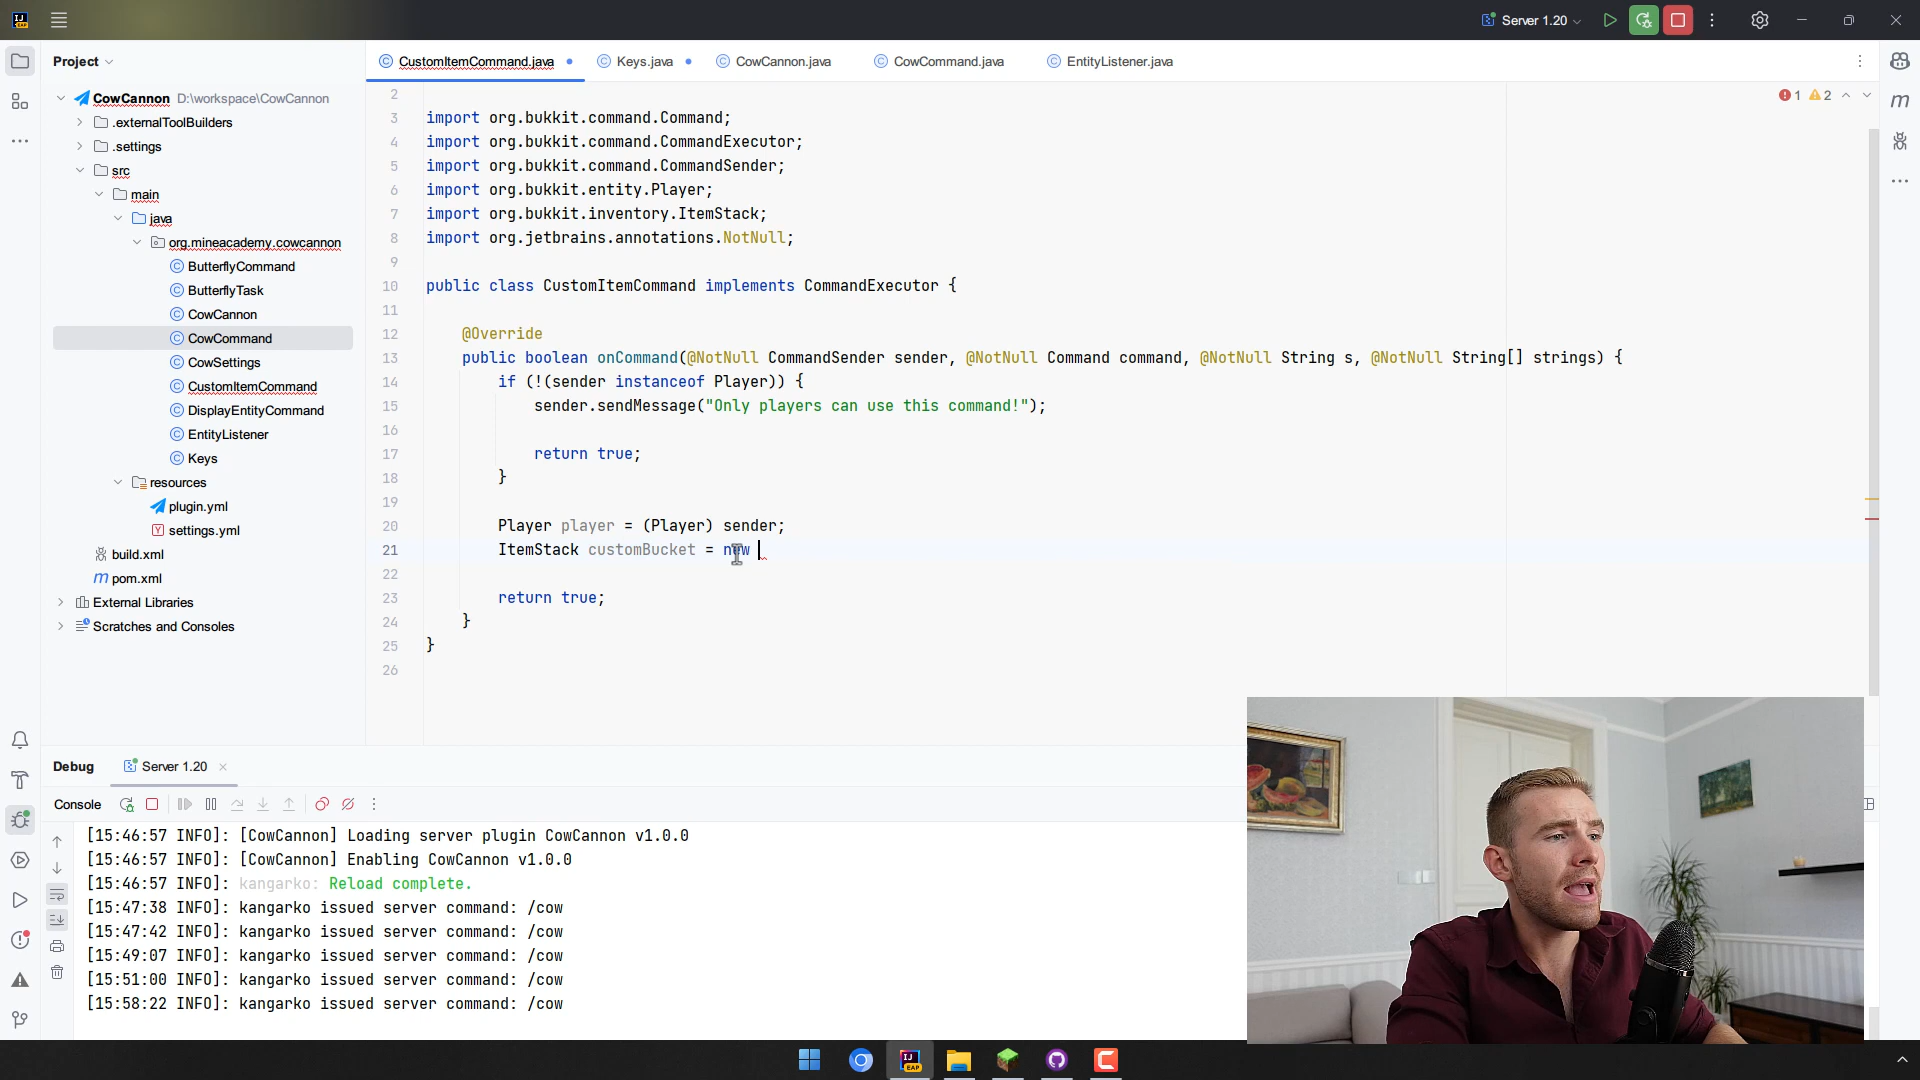 IJ
EAP
Server 1.20
Project
CustomItemCommand.java
Keys.java
CowCannon.java
CowCommand.java
EntityListener.java
CowCannon D:\workspace\CowCannon
.externalToolBuilders
.settings
src
main
java
org.mineacademy.cowcannon
ButterflyCommand
ButterflyTask
CowCannon
CowCommand
CowSettings
CustomItemCommand
DisplayEntityCommand
EntityListener
Keys
resources
plugin.yml
settings.yml
build.xml
pom.xml
External Libraries
Scratches and Consoles
1 2
2
3 import org.bukkit.command.Command;
4 import org.bukkit.command.CommandExecutor;
5 import org.bukkit.command.CommandSender;
6 import org.bukkit.entity.Player;
7 import org.bukkit.inventory.ItemStack;
8 import org.jetbrains.annotations.NotNull;
9
10 public class CustomItemCommand implements CommandExecutor {
11
12 @Override
13 public boolean onCommand(@NotNull CommandSender sender, @NotNull Command command, @NotNull String s, @NotNull String[] strings) {
14 if (!(sender instanceof Player)) {
15 sender.sendMessage("Only players can use this command!");
16
17 return true;
18 }
19
20 Player player = (Player) sender;
21 ItemStack customBucket = new
22
23 return true;
24 }
25 }
26
Debug
Server 1.20
Console
[15:46:57 INFO]: [CowCannon] Loading server plugin CowCannon v1.0.0
[15:46:57 INFO]: [CowCannon] Enabling CowCannon v1.0.0
[15:46:57 INFO]: kangarko: Reload complete.
[15:47:38 INFO]: kangarko issued server command: /cow
[15:47:42 INFO]: kangarko issued server command: /cow
[15:49:07 INFO]: kangarko issued server command: /cow
[15:51:00 INFO]: kangarko issued server command: /cow
[15:58:22 INFO]: kangarko issued server command: /cow
IJ
EAP